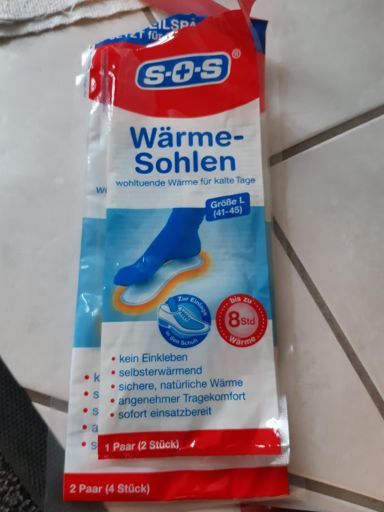 S+O+S
®
Wärme-
Sohlen
wohltuende Wärme für kalte Tage
Größe L
(41-45)
Zur Einlage
in den Schuh
bis zu
8 Std
Wärme
• kein Einkleben
• selbsterwärmend
• sichere, natürliche Wärme
• angenehmer Tragekomfort
• sofort einsatzbereit
1 Paar (2 Stück)
2 Paar (4 Stück)